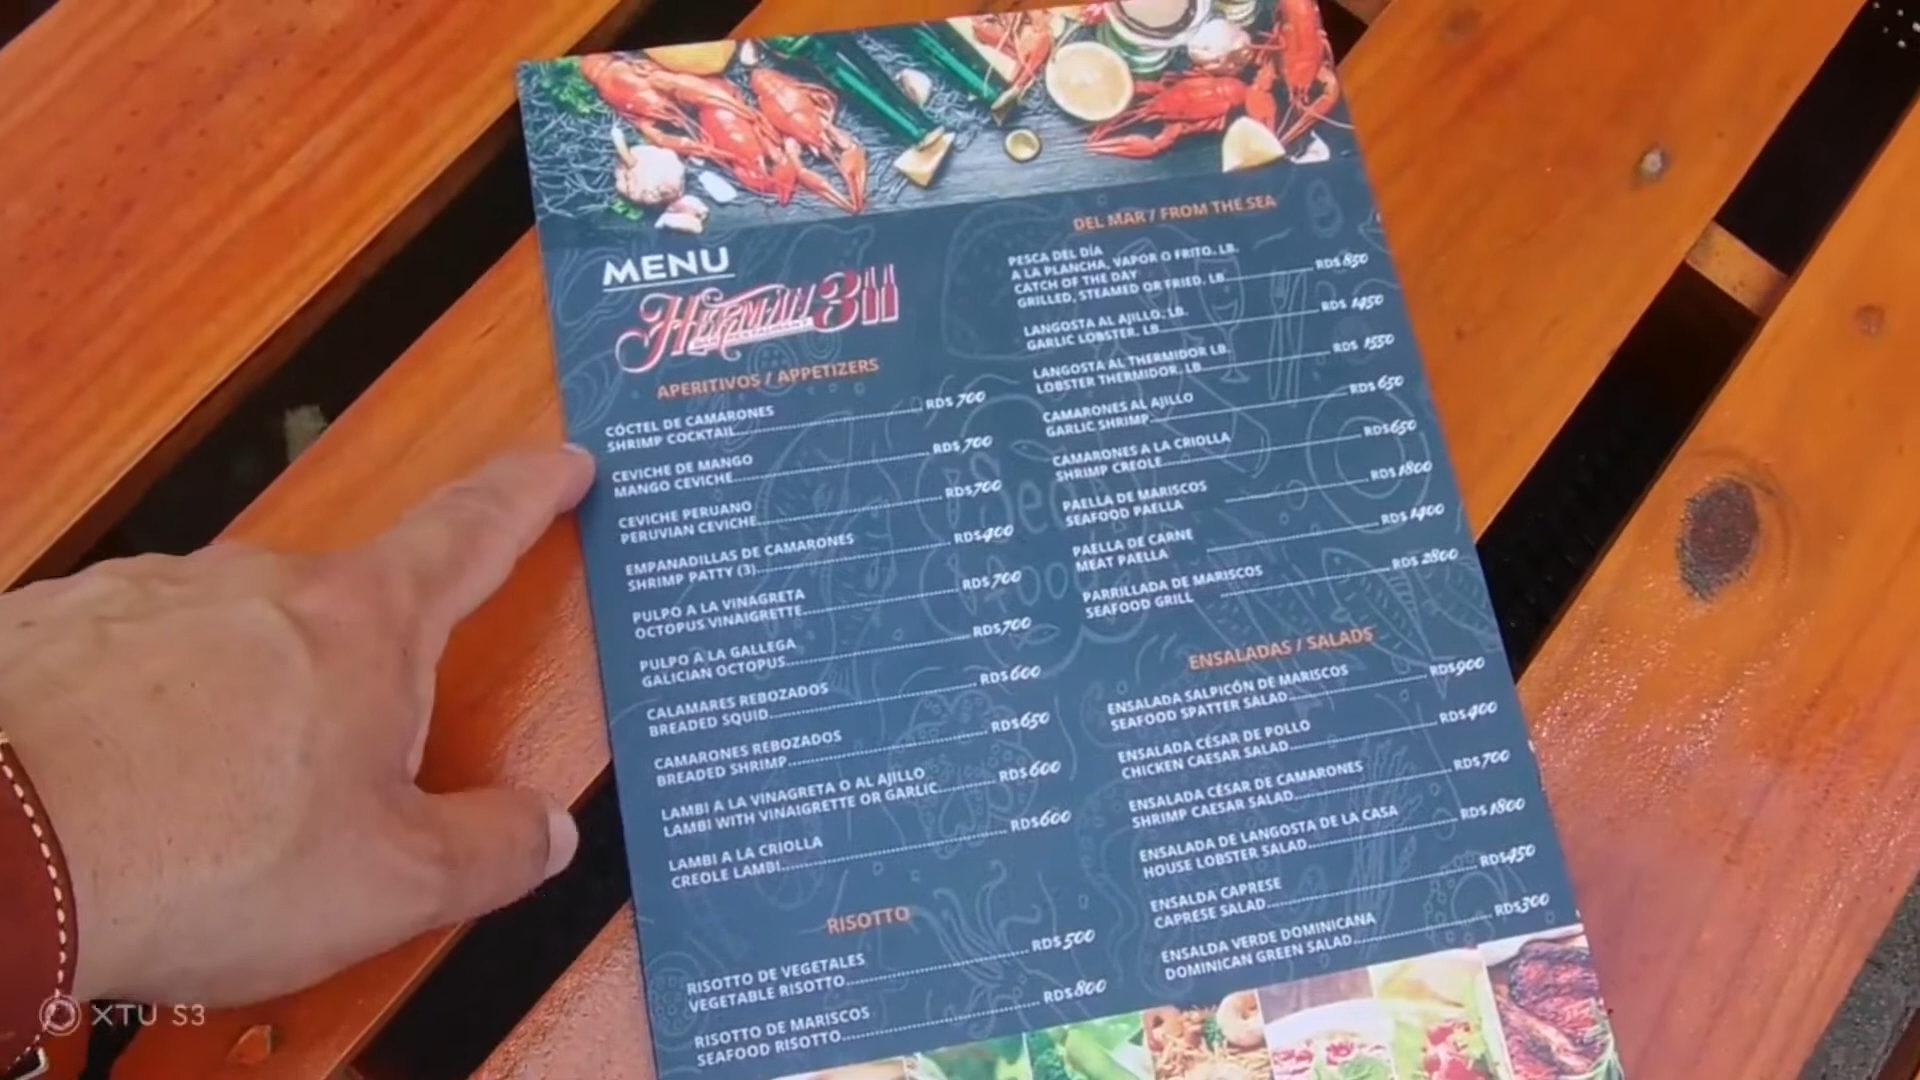 MENU
311
APERITIVOS / APPETIZERS
CÓCTEL DE CAMARONES
SHRIMP COCKTAIL RD$ 700
CEVICHE DE MANGO
MANGO CEVICHE RD$ 700
CEVICHE PERUANO
PERUVIAN CEVICHE RD$700
EMPANADILLAS DE CAMARONES
SHRIMP PATTY (3) RD$400
PULPO A LA VINAGRETA
OCTOPUS VINAIGRETTE RD$ 700
PULPO A LA GALLEGA
GALICIAN OCTOPUS RD$700
CALAMARES REBOZADOS
BREADED SQUID RD$600
CAMARONES REBOZADOS
BREADED SHRIMP RD$650
LAMBI A LA VINAGRETA O AL AJILLO
LAMBI WITH VINAIGRETTE OR GARLIC RD$600
LAMBI A LA CRIOLLA
CREOLE LAMBI RD$600
RISOTTO
RISOTTO DE VEGETALES
VEGETABLE RISOTTO RD$ 500
RISOTTO DE MARISCOS
SEAFOOD RISOTTO RD$800
DEL MAR / FROM THE SEA
PESCA DEL DÍA
A LA PLANCHA, VAPOR O FRITO. LB.
CATCH OF THE DAY
GRILLED, STEAMED OR FRIED. LB RD$ 850
LANGOSTA AL AJILLO. LB.
GARLIC LOBSTER. LB RD$ 1450
LANGOSTA AL THERMIDOR LB.
LOBSTER THERMIDOR. LB RD$ 1550
CAMARONES AL AJILLO
GARLIC SHRIMP RD$ 650
CAMARONES A LA CRIOLLA
SHRIMP CREOLE RD$650
PAELLA DE MARISCOS
SEAFOOD PAELLA RD$ 1800
PAELLA DE CARNE
MEAT PAELLA RD$ 1400
PARRILLADA DE MARISCOS
SEAFOOD GRILL RD$ 2800
ENSALADAS / SALADS
ENSALADA SALPICÓN DE MARISCOS
SEAFOOD SPATTER SALAD RD$900
ENSALADA CÉSAR DE POLLO
CHICKEN CAESAR SALAD RD$400
ENSALADA CÉSAR DE CAMARONES
SHRIMP CAESAR SALAD RD$700
ENSALADA DE LANGOSTA DE LA CASA
HOUSE LOBSTER SALAD RD$ 1800
ENSALDA CAPRESE
CAPRESE SALAD RD$450
ENSALDA VERDE DOMINICANA
DOMINICAN GREEN SALAD RD$300
Sea
food
XTU S3